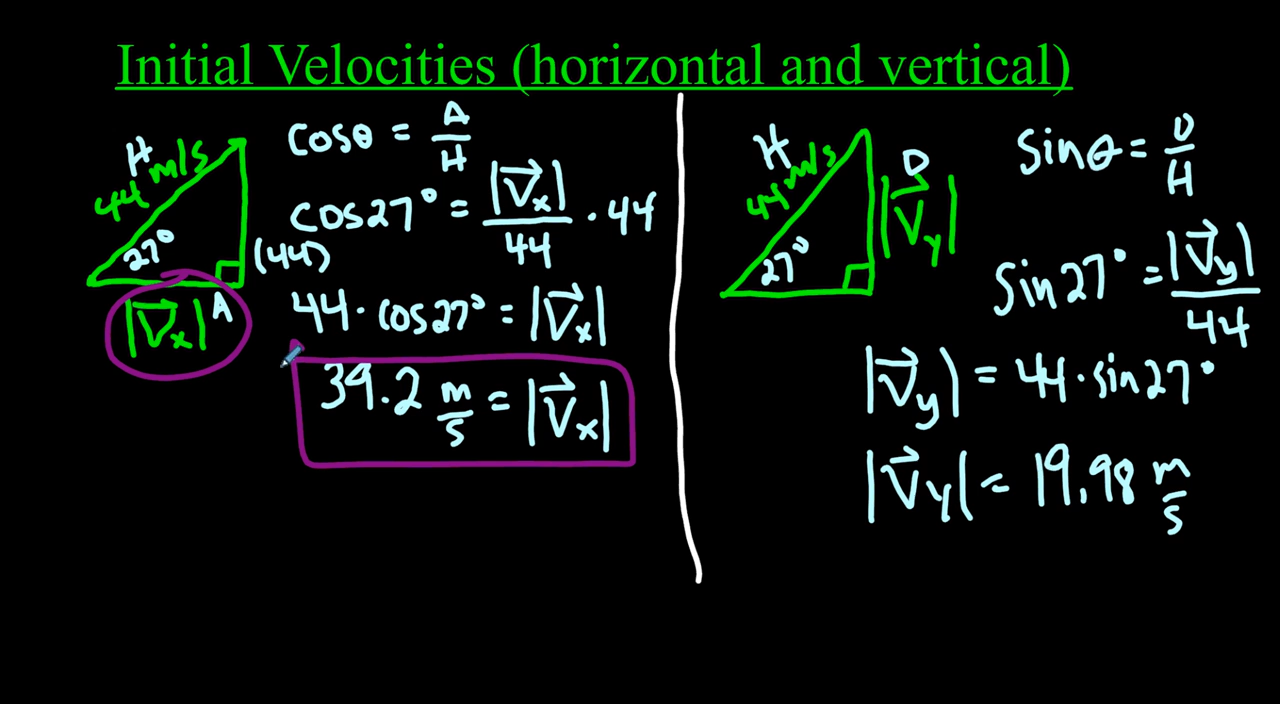 Initial Velocities (horizontal and vertical)
H
44 m/s
27°
(44)
|V⃗x| A
cosθ = A/H
cos27° = |V⃗x|/44 · 44
44 · cos27° = |V⃗x|
39.2 m/s = |V⃗x|
H
44 m/s
27°
O
|V⃗y|
sinθ = O/H
sin27° = |V⃗y|/44
|V⃗y| = 44 · sin27°
|V⃗y| = 19.98 m/s